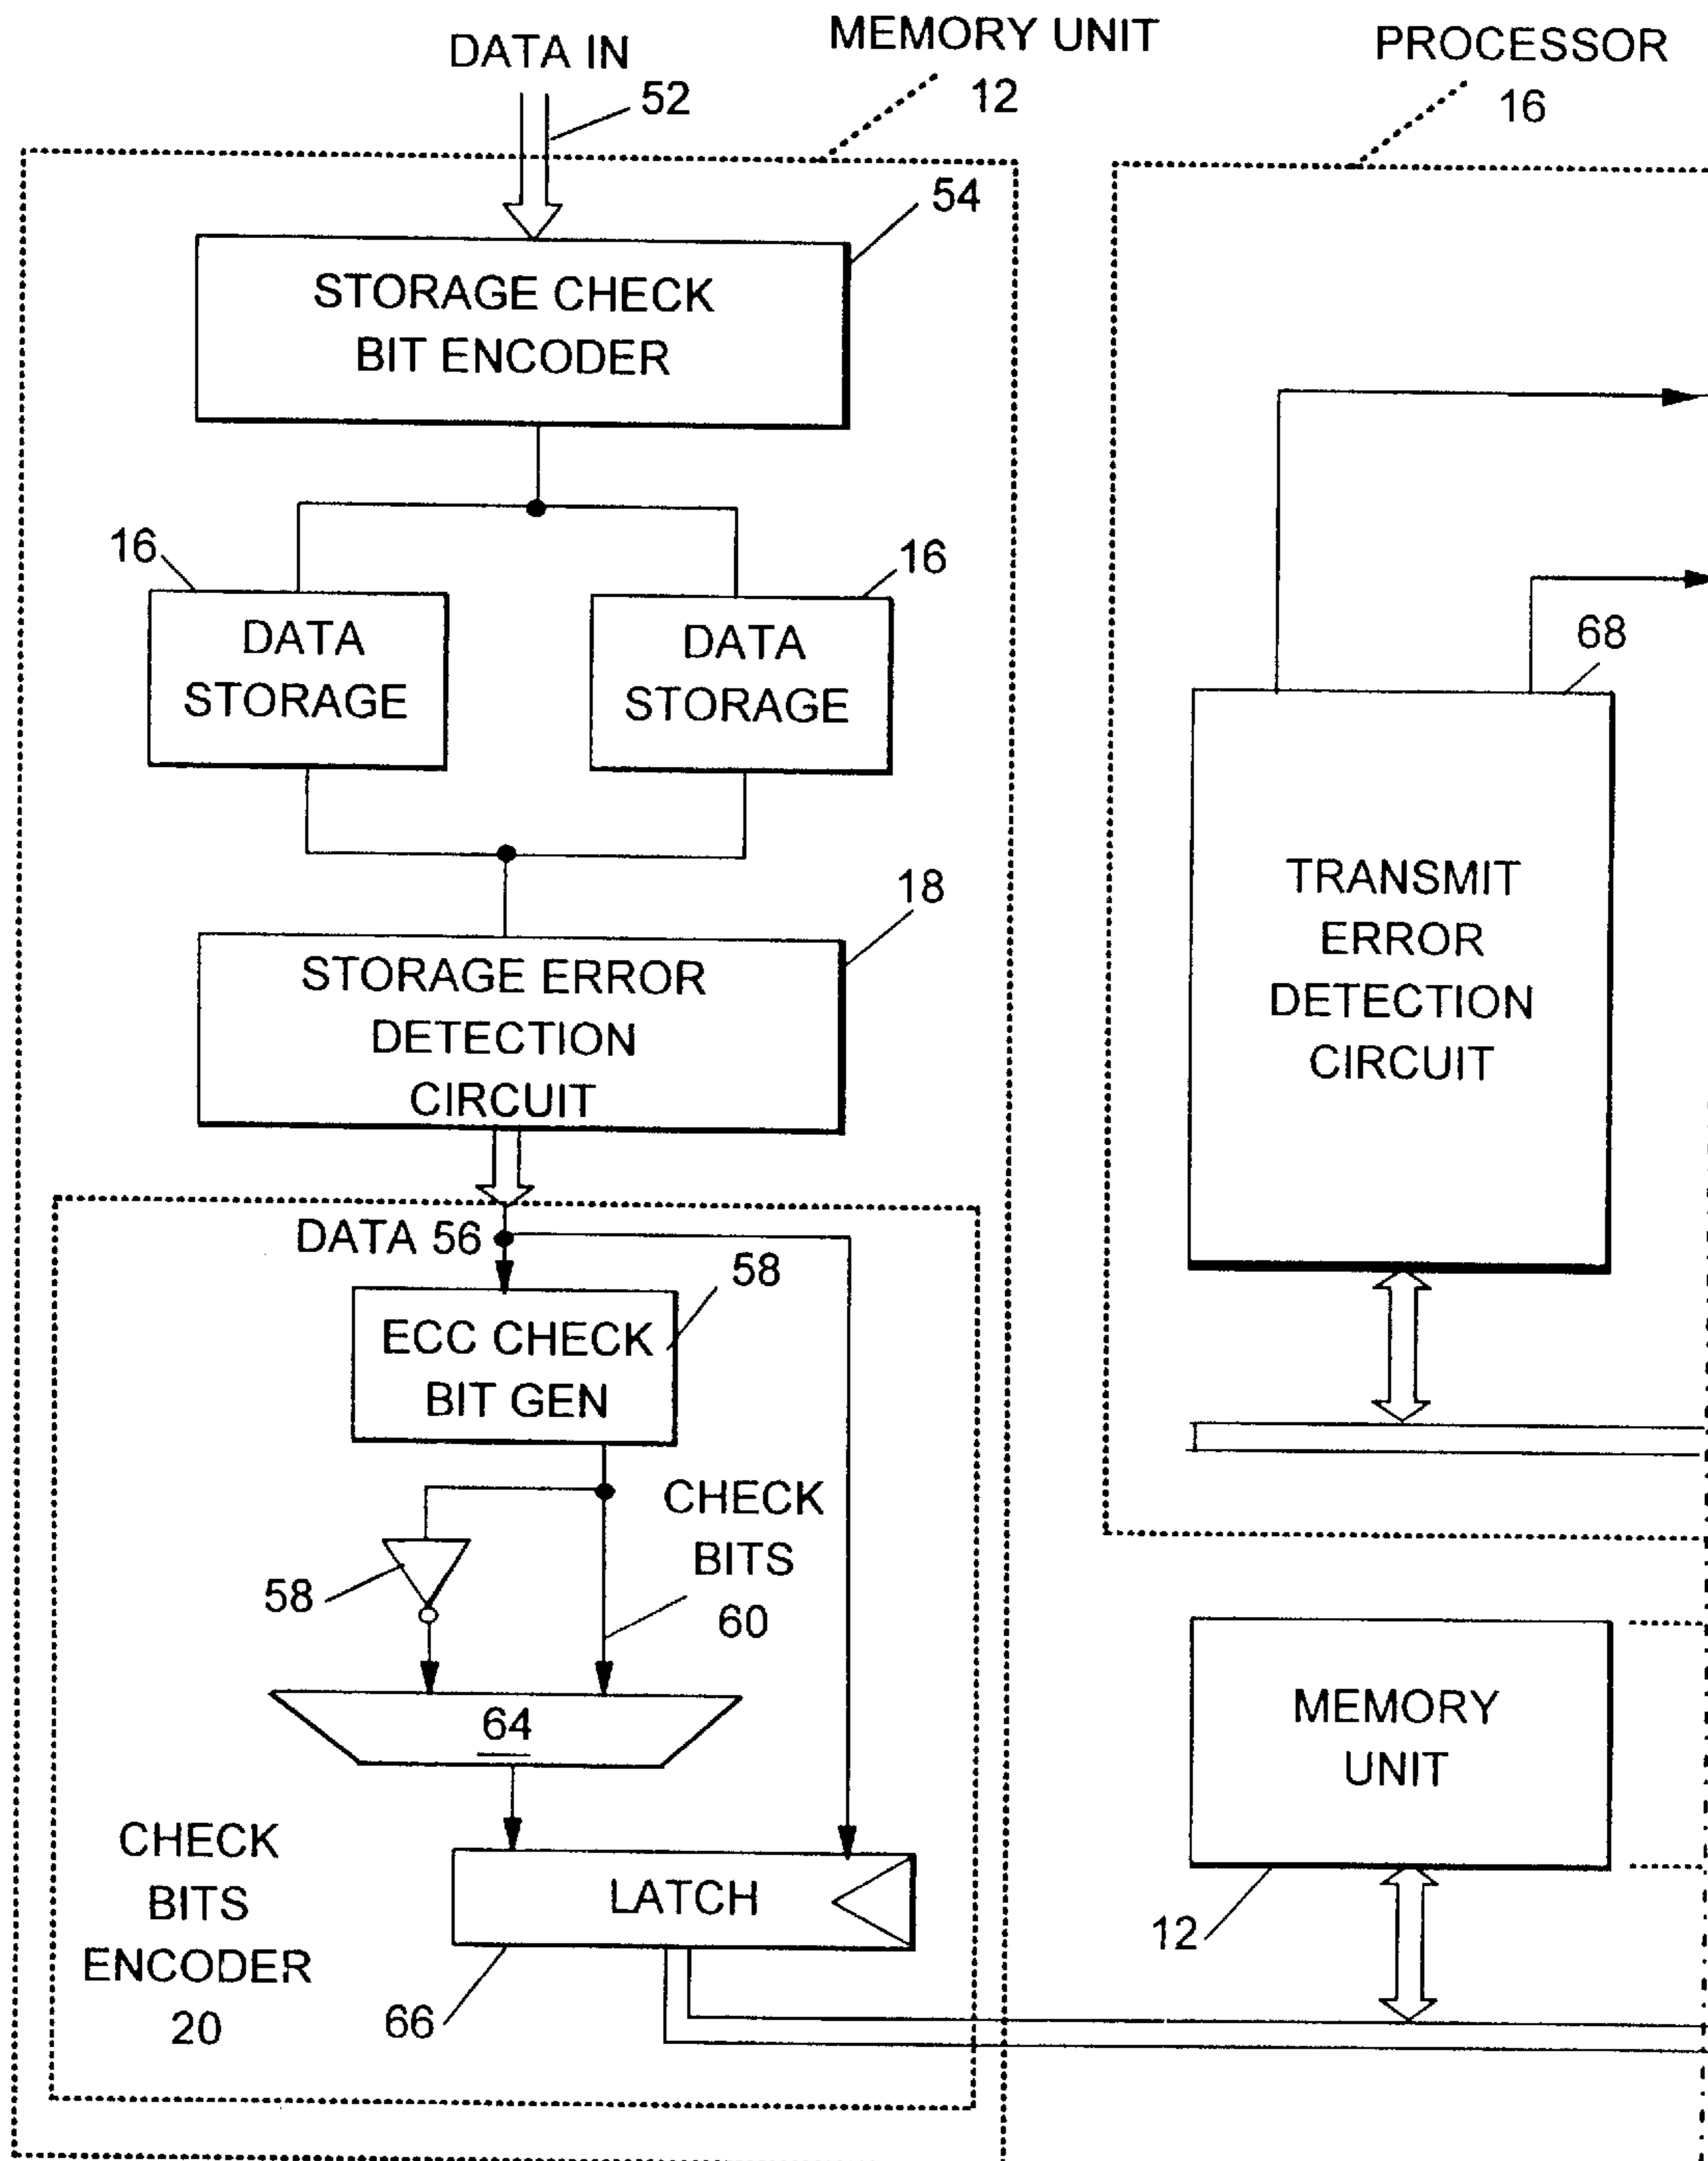 DATA IN
52
MEMORY UNIT
12
PROCESSOR
16
54
STORAGE CHECK
BIT ENCODER
16
DATA
STORAGE
16
DATA
STORAGE
68
TRANSMIT
ERROR
DETECTION
CIRCUIT
18
STORAGE ERROR
DETECTION
CIRCUIT
DATA 56
58
ECC CHECK
BIT GEN
58
CHECK
BITS
60
64
MEMORY
UNIT
12
LATCH
66
CHECK
BITS
ENCODER
20